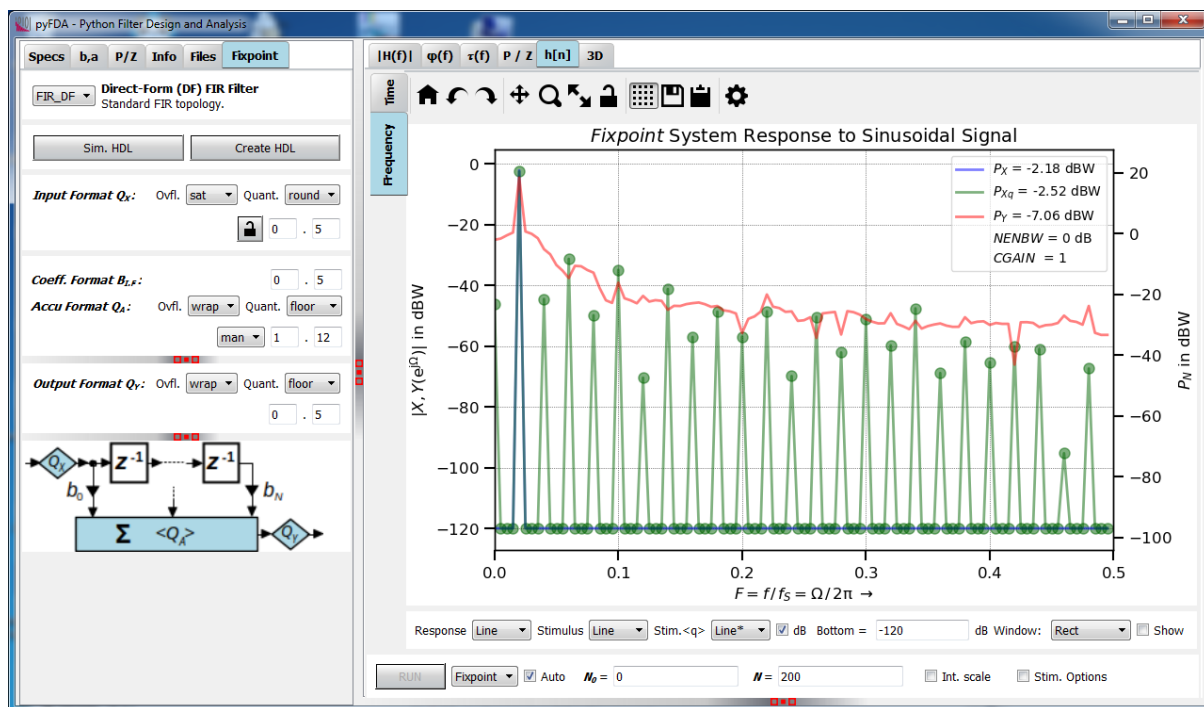 pyFDA - Python Filter Design and Analysis
Specs b,a P/Z Info Files Fixpoint
FIR_DF Direct-Form (DF) FIR Filter
Standard FIR topology.
Sim. HDL Create HDL
Input Format QX: Ovfl. sat Quant. round
0 . 5
Coeff. Format BI.F: 0 . 5
Accu Format QA: Ovfl. wrap Quant. floor
man 1 . 12
Output Format QY: Ovfl. wrap Quant. floor
0 . 5
QX Z-1 Z-1
b0 bN
Σ <QA> QY
|H(f)| φ(f) τ(f) P / Z h[n] 3D
Time
Frequency
Fixpoint System Response to Sinusoidal Signal
PX = -2.18 dBW
PXq = -2.52 dBW
PY = -7.06 dBW
NENBW = 0 dB
CGAIN = 1
|X, Y(e^jΩ)| in dBW
0
−20
−40
−60
−80
−100
−120
20
0
−20
−40
−60
−80
−100
PN in dBW
0.0 0.1 0.2 0.3 0.4 0.5
F = f/fS = Ω/2π →
Response Line Stimulus Line Stim.<q> Line* dB Bottom = -120 dB Window: Rect Show
RUN Fixpoint Auto N0 = 0 N = 200 Int. scale Stim. Options